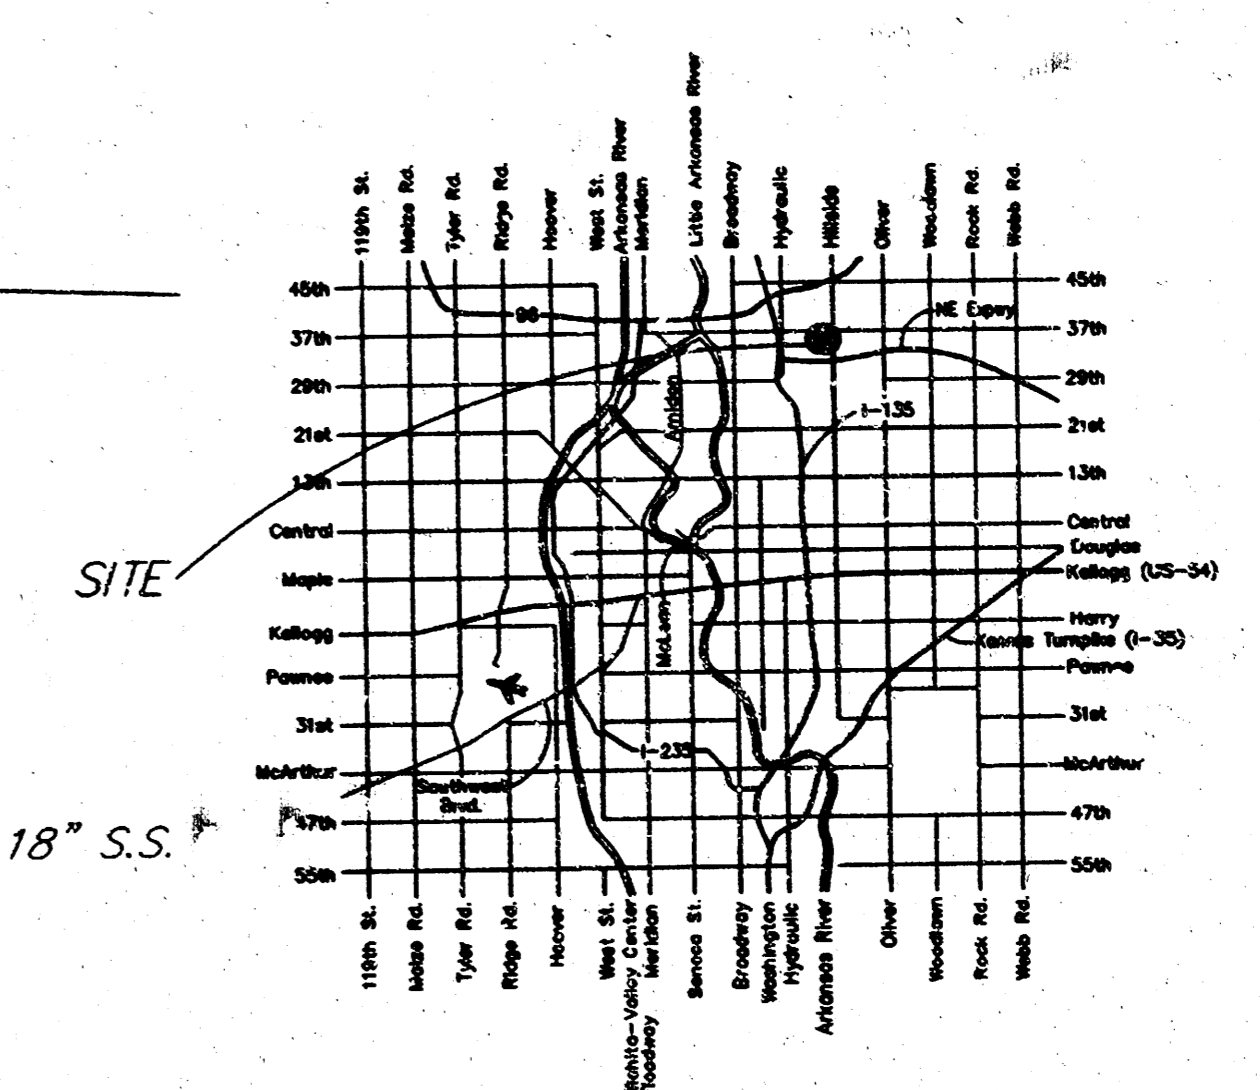 119th St.
Maize Rd.
Tyler Rd.
Ridge Rd.
Hoover
West St.
Arkansas River
Meridian
Little Arkansas River
Broadway
Hydraulic
Hillside
Oliver
Woodlawn
Rock Rd.
Webb Rd.
45th
45th
96
NE Expwy
37th
37th
29th
29th
Amidon
I-135
21st
21st
13th
13th
Central
Central
Douglas
SITE
Maple
Kellogg (US-54)
Kellogg
McLean
Harry
Kansas Turnpike (I-35)
Pawnee
Pawnee
31st
31st
I-235
McArthur
McArthur
Southwest
Blvd.
18" S.S.
47th
47th
55th
55th
119th St.
Maize Rd.
Tyler Rd.
Ridge Rd.
Hoover
West St.
Wichita-Valley Center
Floodway
Meridian
Seneca St.
Broadway
Washington
Hydraulic
Arkansas River
Oliver
Woodlawn
Rock Rd.
Webb Rd.